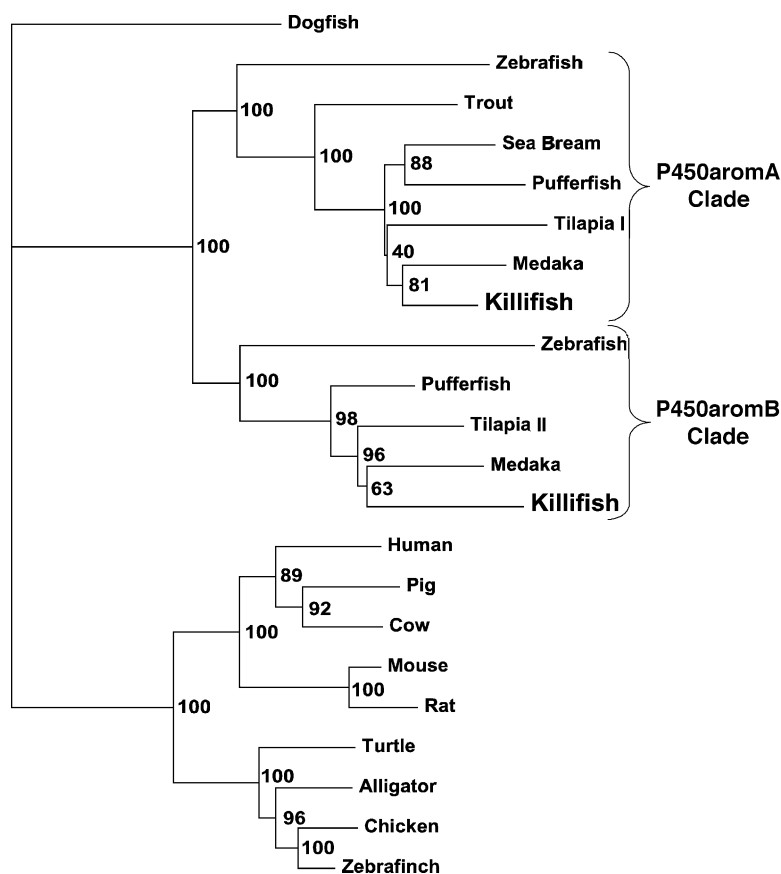 Dogfish
Zebrafish
100
Trout
100
Sea Bream
88
Pufferfish
100
Tilapia I
40
Medaka
81
Killifish
P450aromA
Clade
100
Zebrafish
100
Pufferfish
98
Tilapia II
96
Medaka
63
Killifish
P450aromB
Clade
Human
89
Pig
92
Cow
100
Mouse
100
Rat
100
Turtle
100
Alligator
96
Chicken
100
Zebrafinch